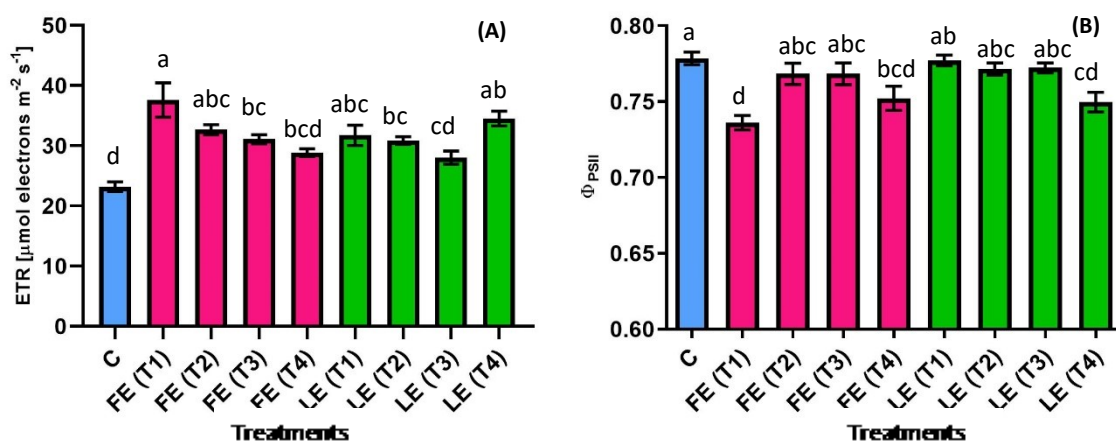 (A)
ETR [μmol electrons m-2 s-1]
50
40
30
20
10
0
d
a
abc
bc
bcd
abc
bc
cd
ab
C
FE (T1)
FE (T2)
FE (T3)
FE (T4)
LE (T1)
LE (T2)
LE (T3)
LE (T4)
Treatments
(B)
ΦPSII
0.80
0.75
0.70
0.65
0.60
a
d
abc
abc
bcd
ab
abc
abc
cd
C
FE (T1)
FE (T2)
FE (T3)
FE (T4)
LE (T1)
LE (T2)
LE (T3)
LE (T4)
Treatments